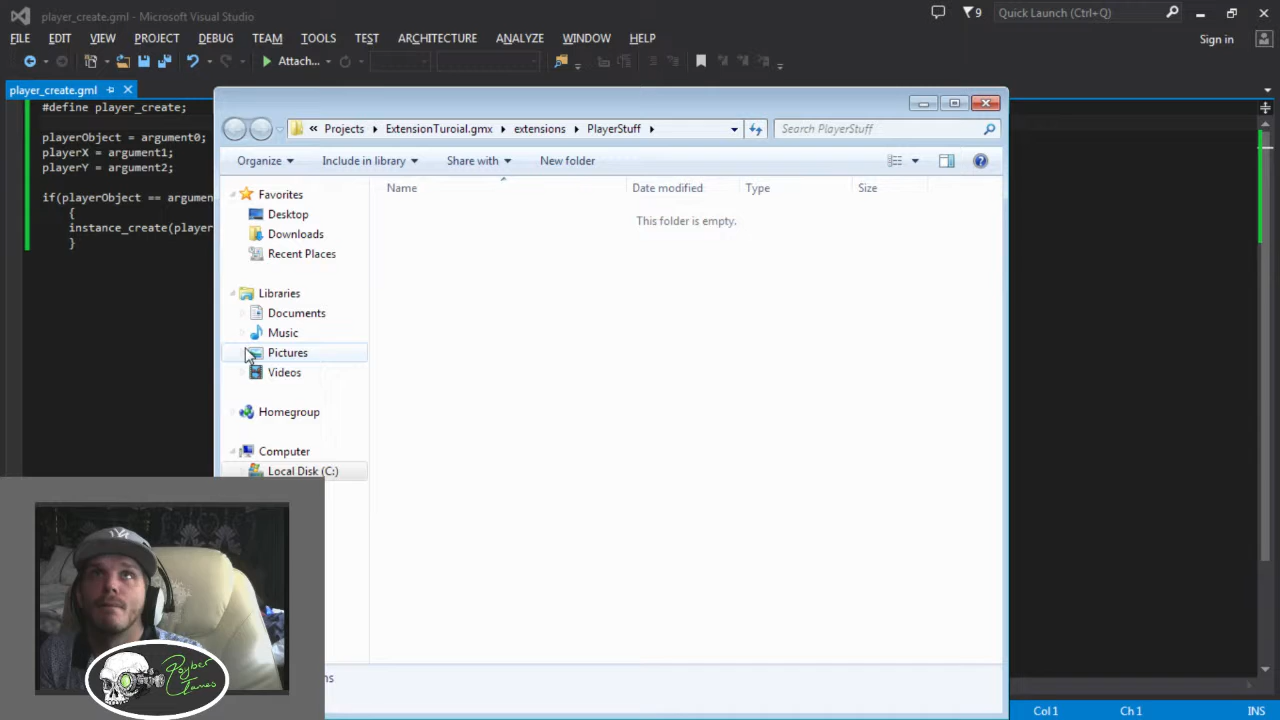 player_create.gml - Microsoft Visual Studio
9
Quick Launch (Ctrl+Q)
FILE EDIT VIEW PROJECT DEBUG TEAM TOOLS TEST ARCHITECTURE ANALYZE WINDOW HELP
Sign in
Attach...
player_create.gml
#define player_create;
playerObject = argument0;
playerX = argument1;
playerY = argument2;
if(playerObject == argumen
{
instance_create(player
}
« Projects ExtensionTuroial.gmx extensions PlayerStuff
Search PlayerStuff
Organize Include in library Share with New folder
Name Date modified Type Size
This folder is empty.
Favorites
Desktop
Downloads
Recent Places
Libraries
Documents
Music
Pictures
Videos
Homegroup
Computer
Local Disk (C:)
ns
Psyber
Games
Col 1 Ch 1 INS